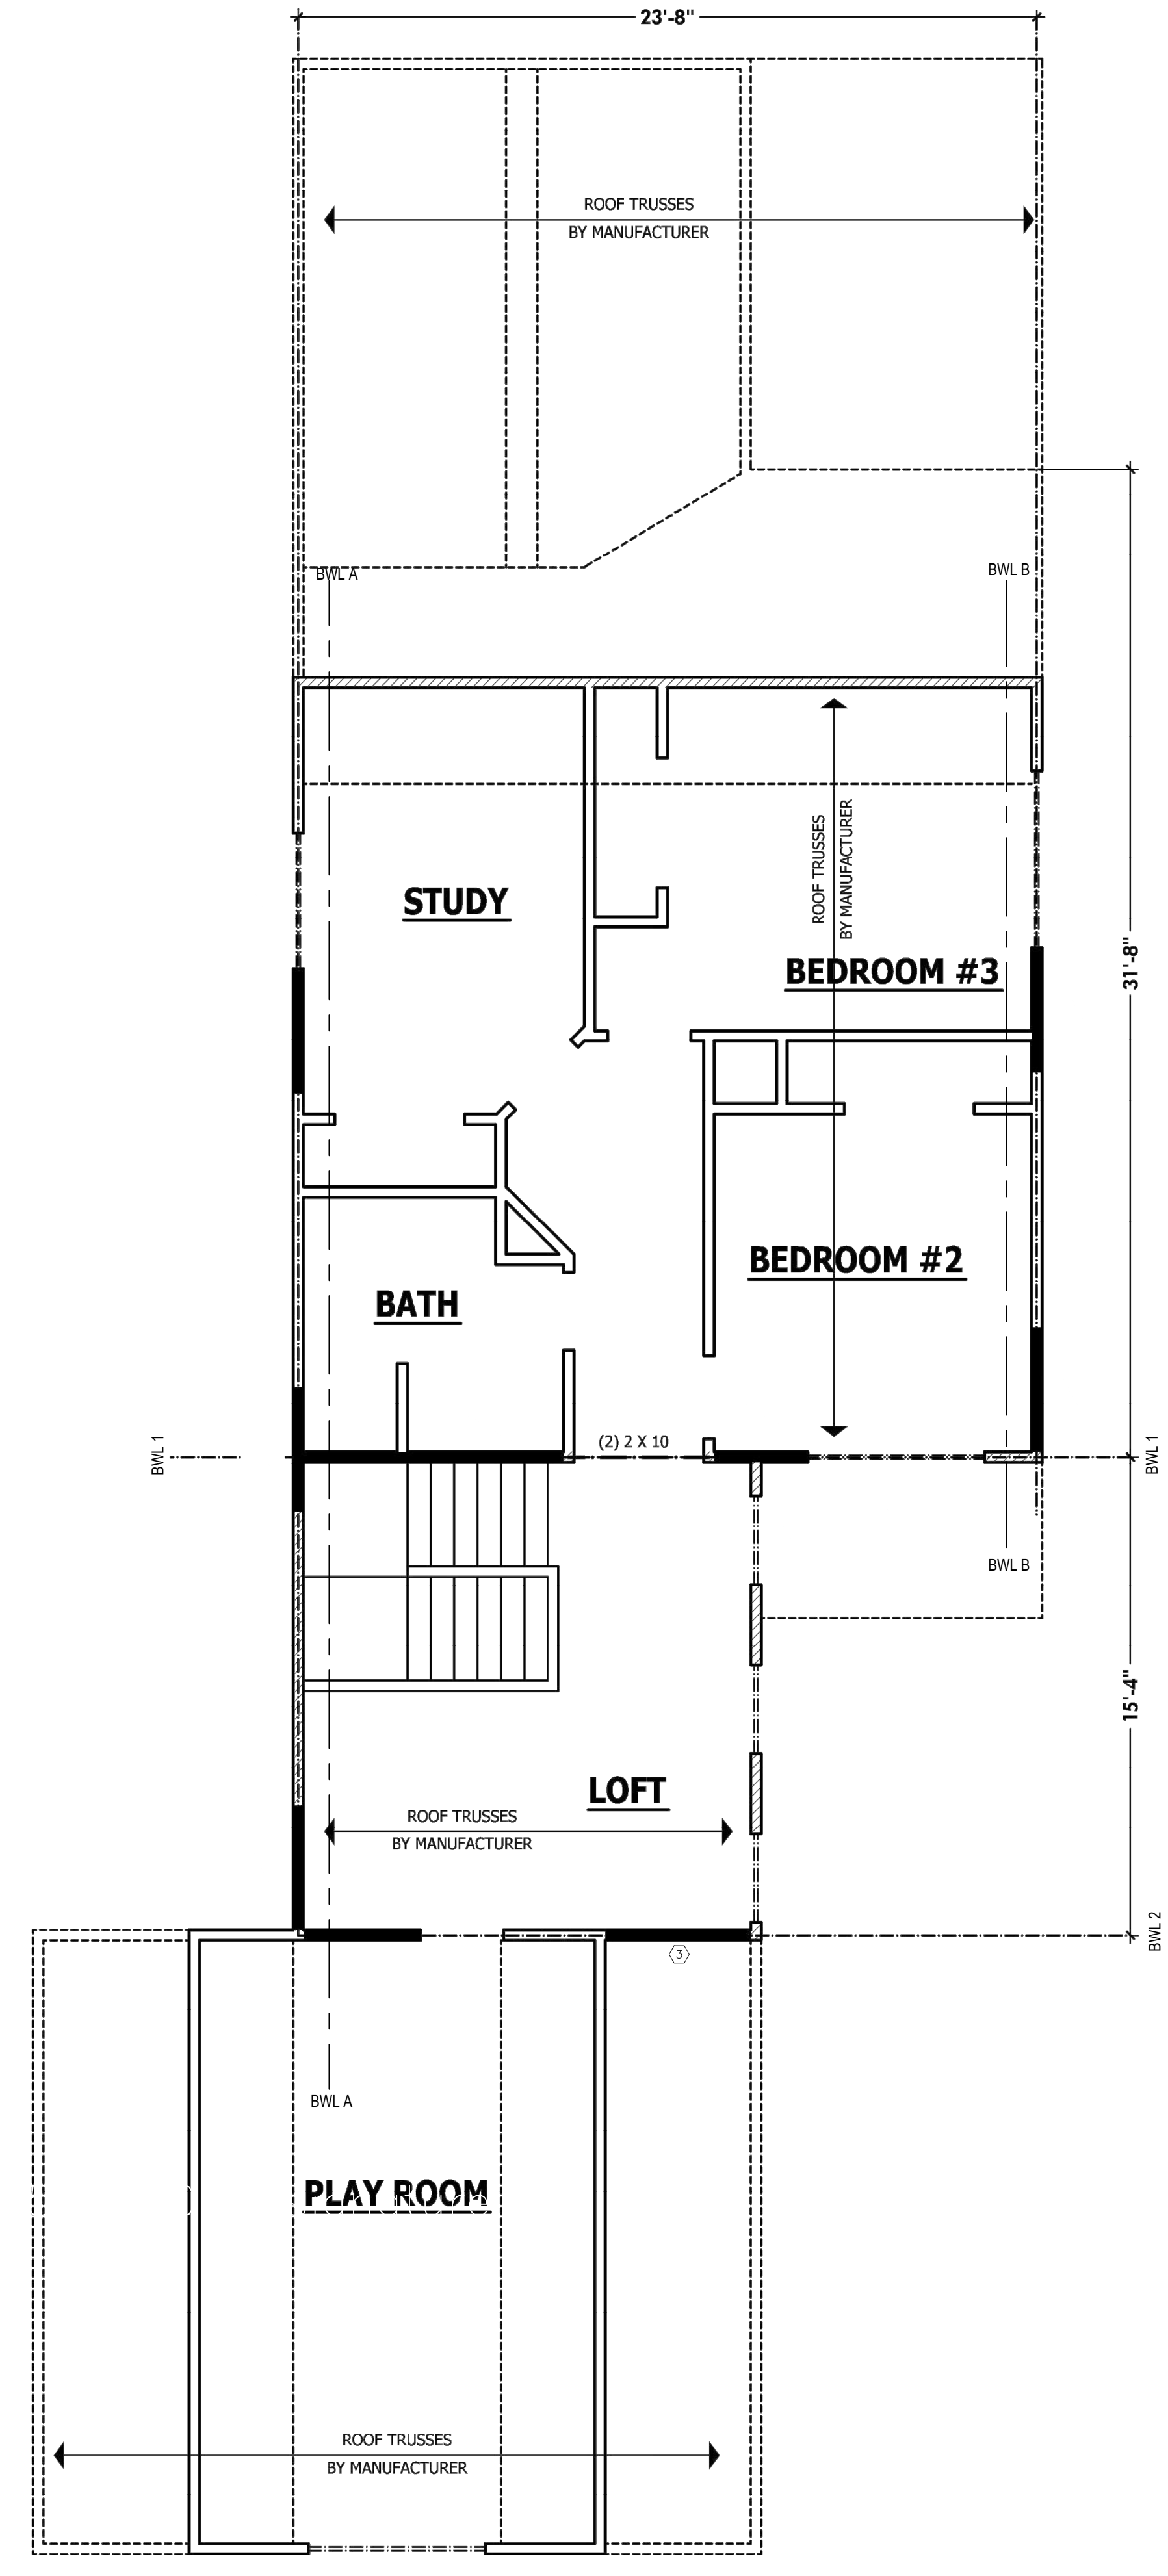 23'-8"
ROOF TRUSSES
BY MANUFACTURER
BWL A
BWL B
ROOF TRUSSES
BY MANUFACTURER
STUDY
BEDROOM #3
31'-8"
BEDROOM #2
BATH
(2) 2 X 10
BWL 1
BWL 1
BWL B
15'-4"
LOFT
ROOF TRUSSES
BY MANUFACTURER
BWL 2
3
BWL A
PLAY ROOM
ROOF TRUSSES
BY MANUFACTURER